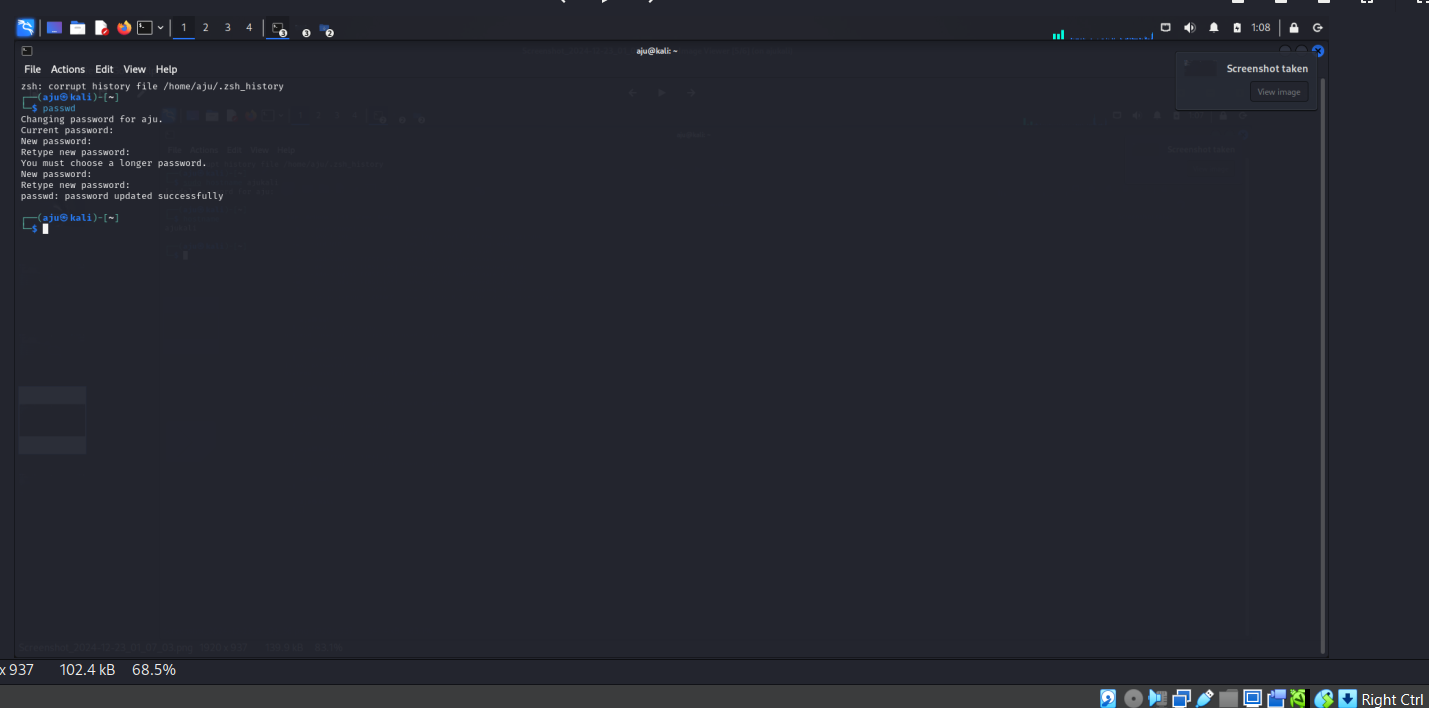 1 2 3 4 3 3 2 1:08
aju@kali: ~
File Actions Edit View Help
Screenshot taken
View image
zsh: corrupt history file /home/aju/.zsh_history
┌──(aju㉿kali)-[~]
└─$ passwd
Changing password for aju.
Current password:
New password:
Retype new password:
You must choose a longer password.
New password:
Retype new password:
passwd: password updated successfully
┌──(aju㉿kali)-[~]
└─$
x 937 102.4 kB 68.5%
Right Ctrl